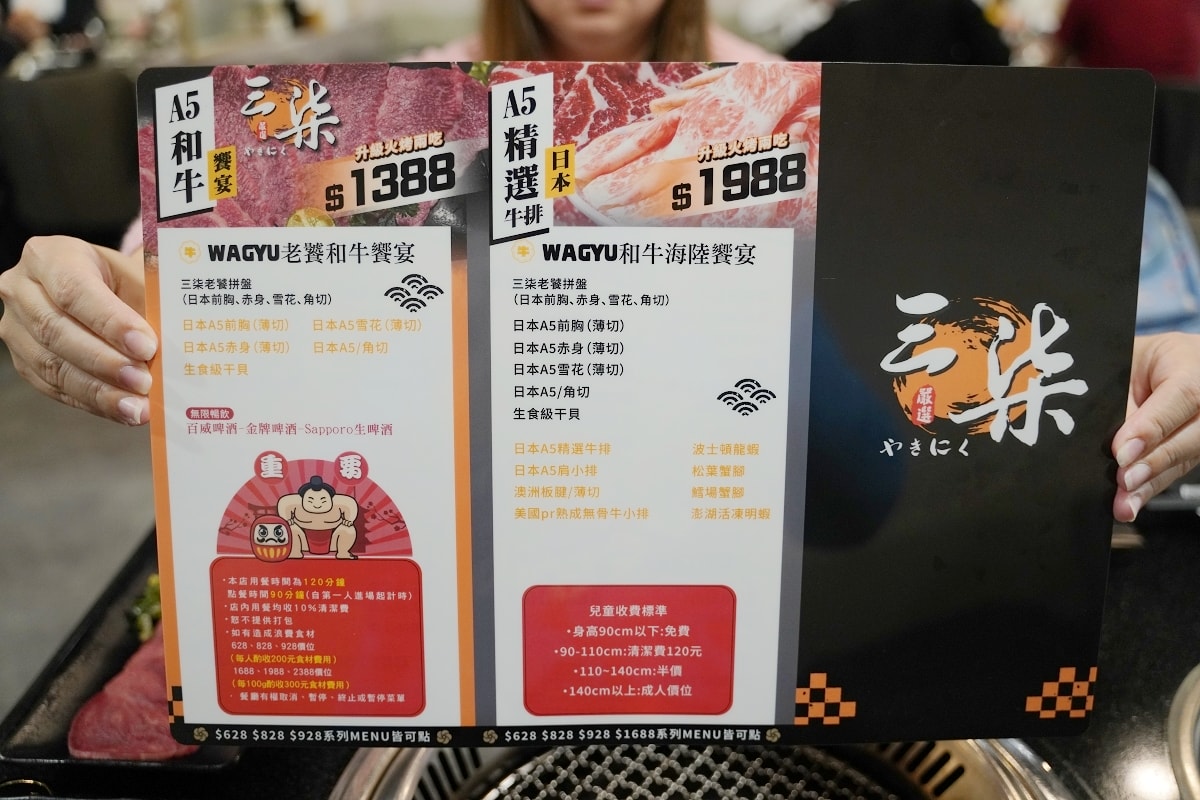 A5
和牛
饗宴
三柒
嚴選
やきにく
升級火烤兩吃
$1388
WAGYU老饕和牛饗宴
三柒老饕拼盤
(日本前胸、赤身、雪花、角切)
日本A5前胸(薄切) 日本A5雪花(薄切)
日本A5赤身(薄切) 日本A5/角切
生食級干貝
無限暢飲
百威啤酒-金牌啤酒-Sapporo生啤酒
重要
・本店用餐時間為120分鐘
點餐時間90分鐘(自第一人進場起計時)
・店內用餐均收10%清潔費
・恕不提供打包
・如有造成浪費食材
628、828、928價位
(每人酌收200元食材費用)
1688、1988、2388價位
(每100g酌收300元食材費用)
・餐廳有權取消、暫停、終止或暫停菜單
$628 $828 $928系列MENU皆可點
A5
精選
牛排
日本
升級火烤兩吃
$1988
WAGYU和牛海陸饗宴
三柒老饕拼盤
(日本前胸、赤身、雪花、角切)
日本A5前胸(薄切)
日本A5赤身(薄切)
日本A5雪花(薄切)
日本A5/角切
生食級干貝
日本A5精選牛排 波士頓龍蝦
日本A5肩小排 松葉蟹腳
澳洲板腱/薄切 鱈場蟹腳
美國pr熟成無骨牛小排 澎湖活凍明蝦
兒童收費標準
•身高90cm以下:免費
•90-110cm:清潔費120元
•110~140cm:半價
•140cm以上:成人價位
$628 $828 $928 $1688系列MENU皆可點
三柒
嚴選
やきにく